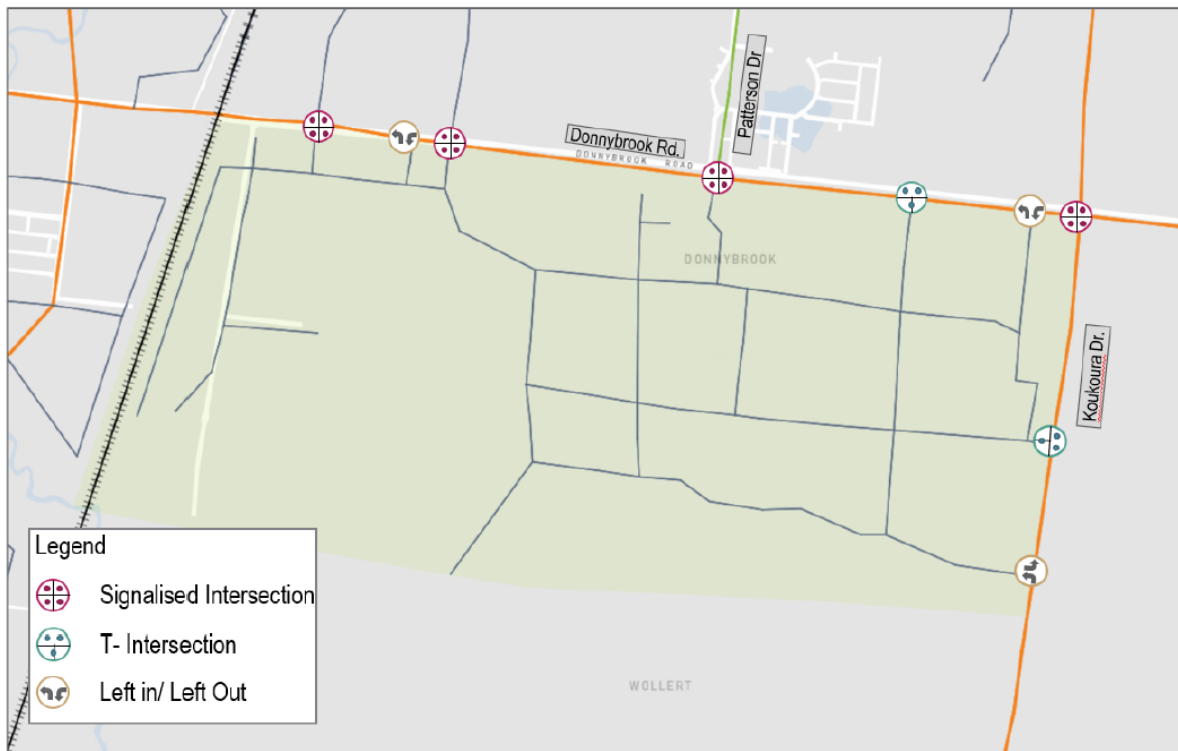 Patterson Dr
Donnybrook Rd.
DONNYBROOK ROAD
DONNYBROOK
Koukoura Dr.
Legend
Signalised Intersection
T- Intersection
Left in/ Left Out
WOLLERT